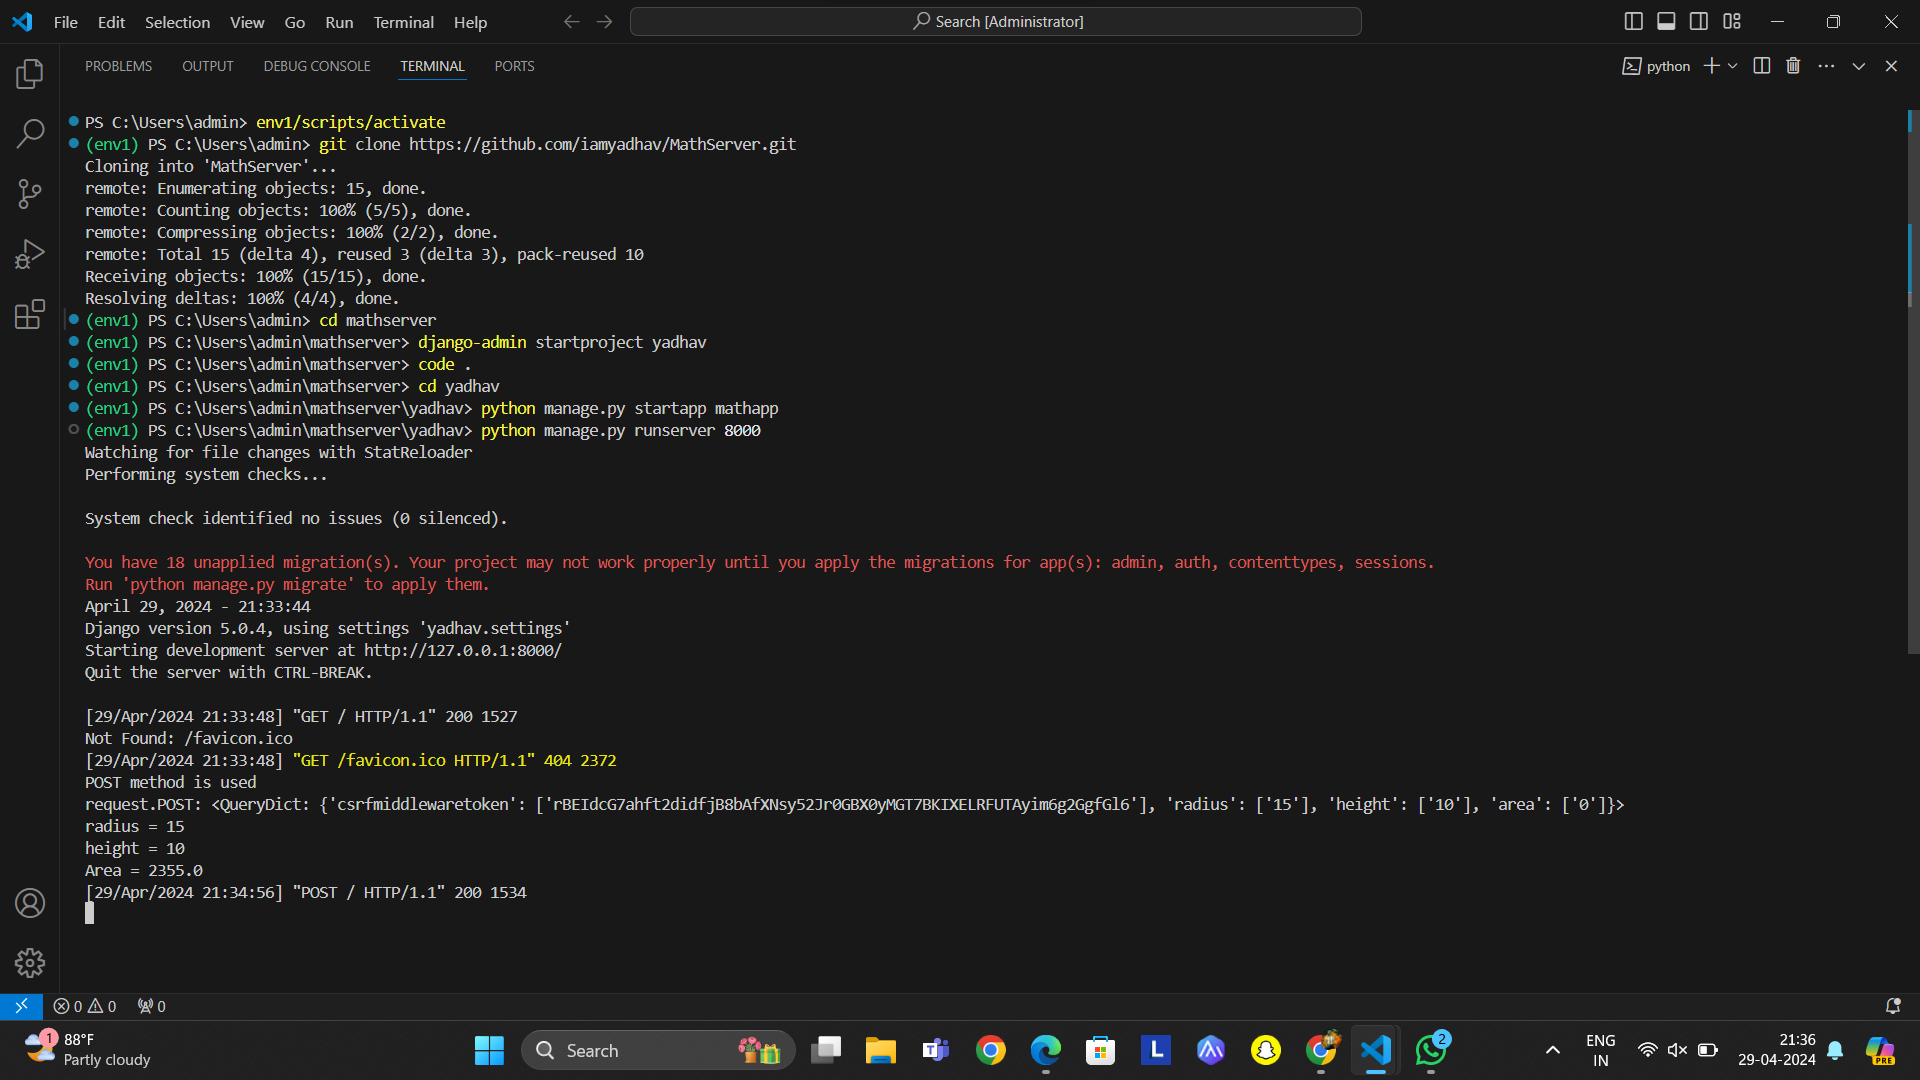 File Edit Selection View Go Run Terminal Help
Search [Administrator]
PROBLEMS OUTPUT DEBUG CONSOLE TERMINAL PORTS
python
PS C:\Users\admin> env1/scripts/activate
(env1) PS C:\Users\admin> git clone https://github.com/iamyadhav/MathServer.git
Cloning into 'MathServer'...
remote: Enumerating objects: 15, done.
remote: Counting objects: 100% (5/5), done.
remote: Compressing objects: 100% (2/2), done.
remote: Total 15 (delta 4), reused 3 (delta 3), pack-reused 10
Receiving objects: 100% (15/15), done.
Resolving deltas: 100% (4/4), done.
(env1) PS C:\Users\admin> cd mathserver
(env1) PS C:\Users\admin\mathserver> django-admin startproject yadhav
(env1) PS C:\Users\admin\mathserver> code .
(env1) PS C:\Users\admin\mathserver> cd yadhav
(env1) PS C:\Users\admin\mathserver\yadhav> python manage.py startapp mathapp
(env1) PS C:\Users\admin\mathserver\yadhav> python manage.py runserver 8000
Watching for file changes with StatReloader
Performing system checks...
System check identified no issues (0 silenced).
You have 18 unapplied migration(s). Your project may not work properly until you apply the migrations for app(s): admin, auth, contenttypes, sessions.
Run 'python manage.py migrate' to apply them.
April 29, 2024 - 21:33:44
Django version 5.0.4, using settings 'yadhav.settings'
Starting development server at http://127.0.0.1:8000/
Quit the server with CTRL-BREAK.
[29/Apr/2024 21:33:48] "GET / HTTP/1.1" 200 1527
Not Found: /favicon.ico
[29/Apr/2024 21:33:48] "GET /favicon.ico HTTP/1.1" 404 2372
POST method is used
request.POST: <QueryDict: {'csrfmiddlewaretoken': ['rBEIdcG7ahft2didfjB8bAfXNsy52Jr0GBX0yMGT7BKIXELRFUTAyim6g2GgfGl6'], 'radius': ['15'], 'height': ['10'], 'area': ['0']}>
radius = 15
height = 10
Area = 2355.0
[29/Apr/2024 21:34:56] "POST / HTTP/1.1" 200 1534
0 0 0
1 88°F
Partly cloudy
Search
L
2
ENG
IN
21:36
29-04-2024
PRE